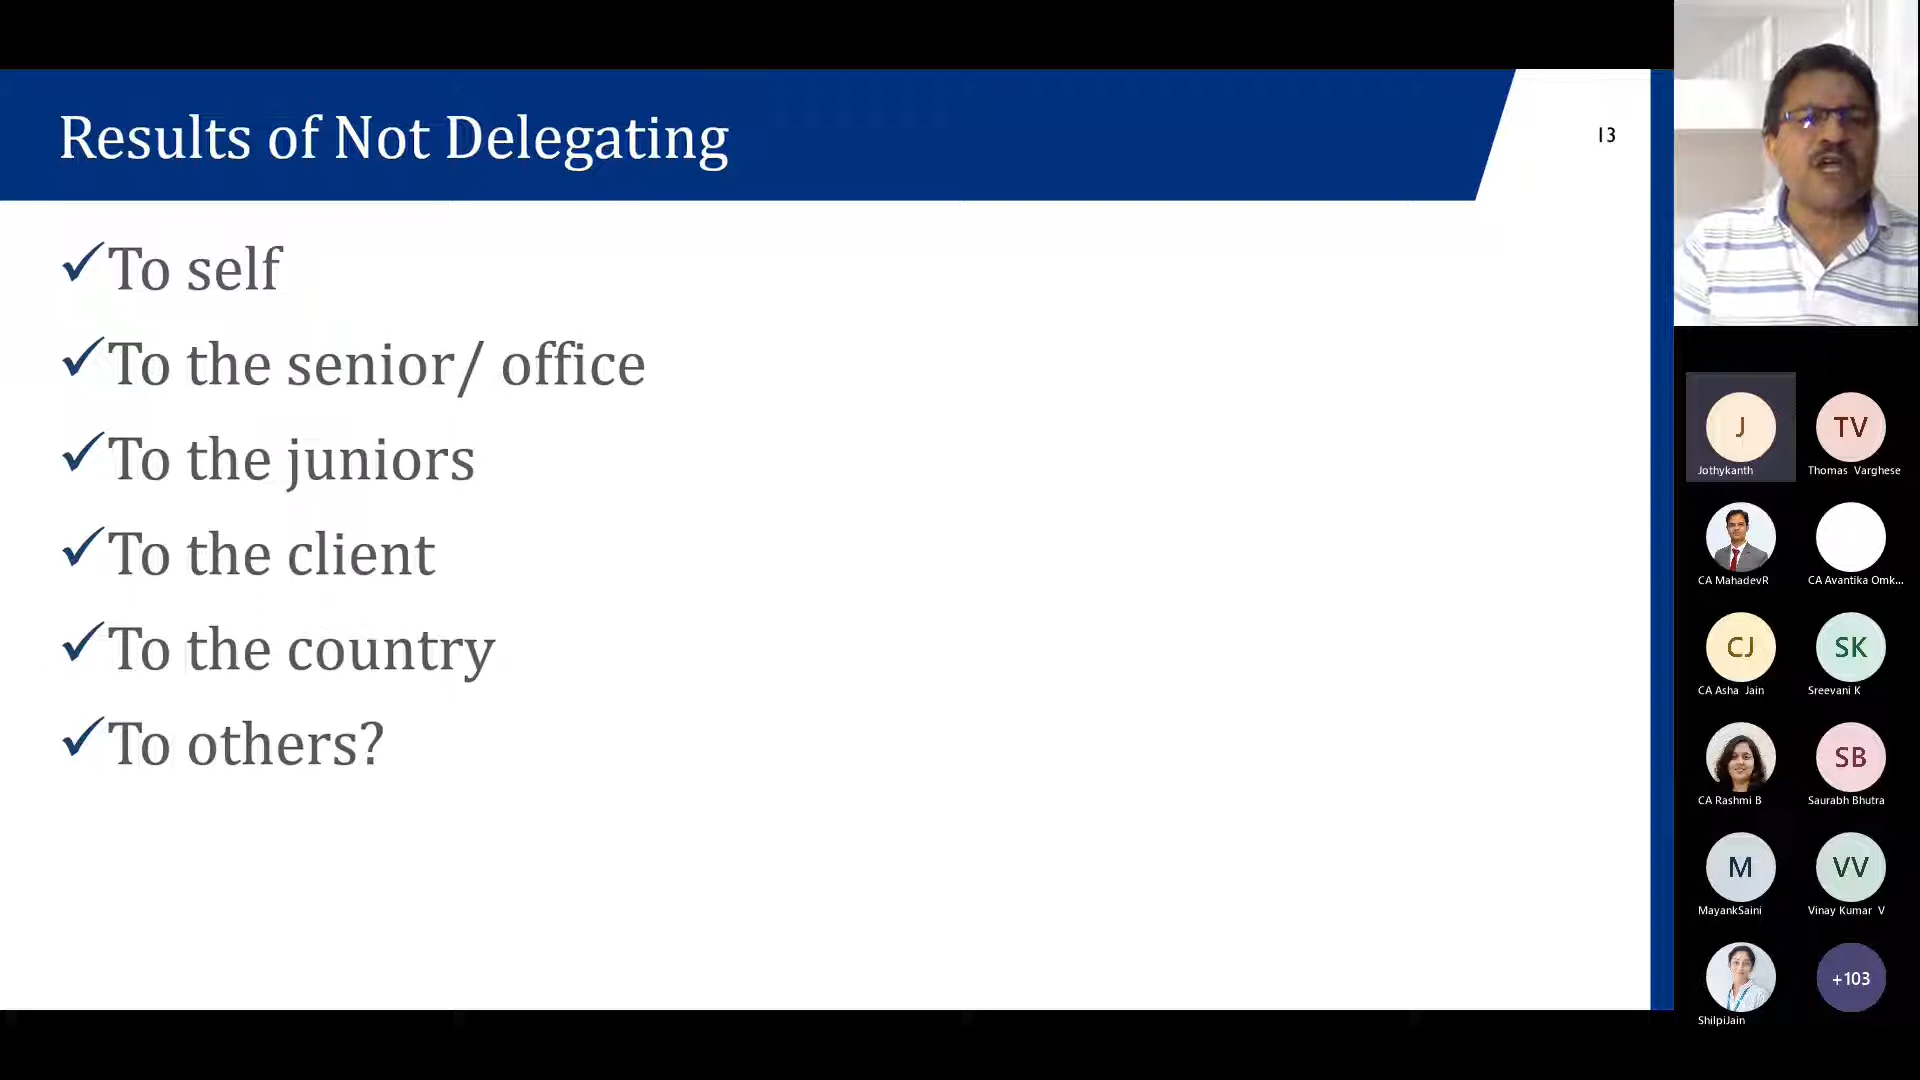 Results of Not Delegating
13
✓To self
✓To the senior/ office
✓To the juniors
✓To the client
✓To the country
✓To others?
J
TV
Jothykanth
Thomas Varghese
CA MahadevR
CA Avantika Omk...
CJ
SK
CA Asha Jain
Sreevani K
SB
CA Rashmi B
Saurabh Bhutra
M
VV
MayankSaini
Vinay Kumar V
+103
ShilpiJain